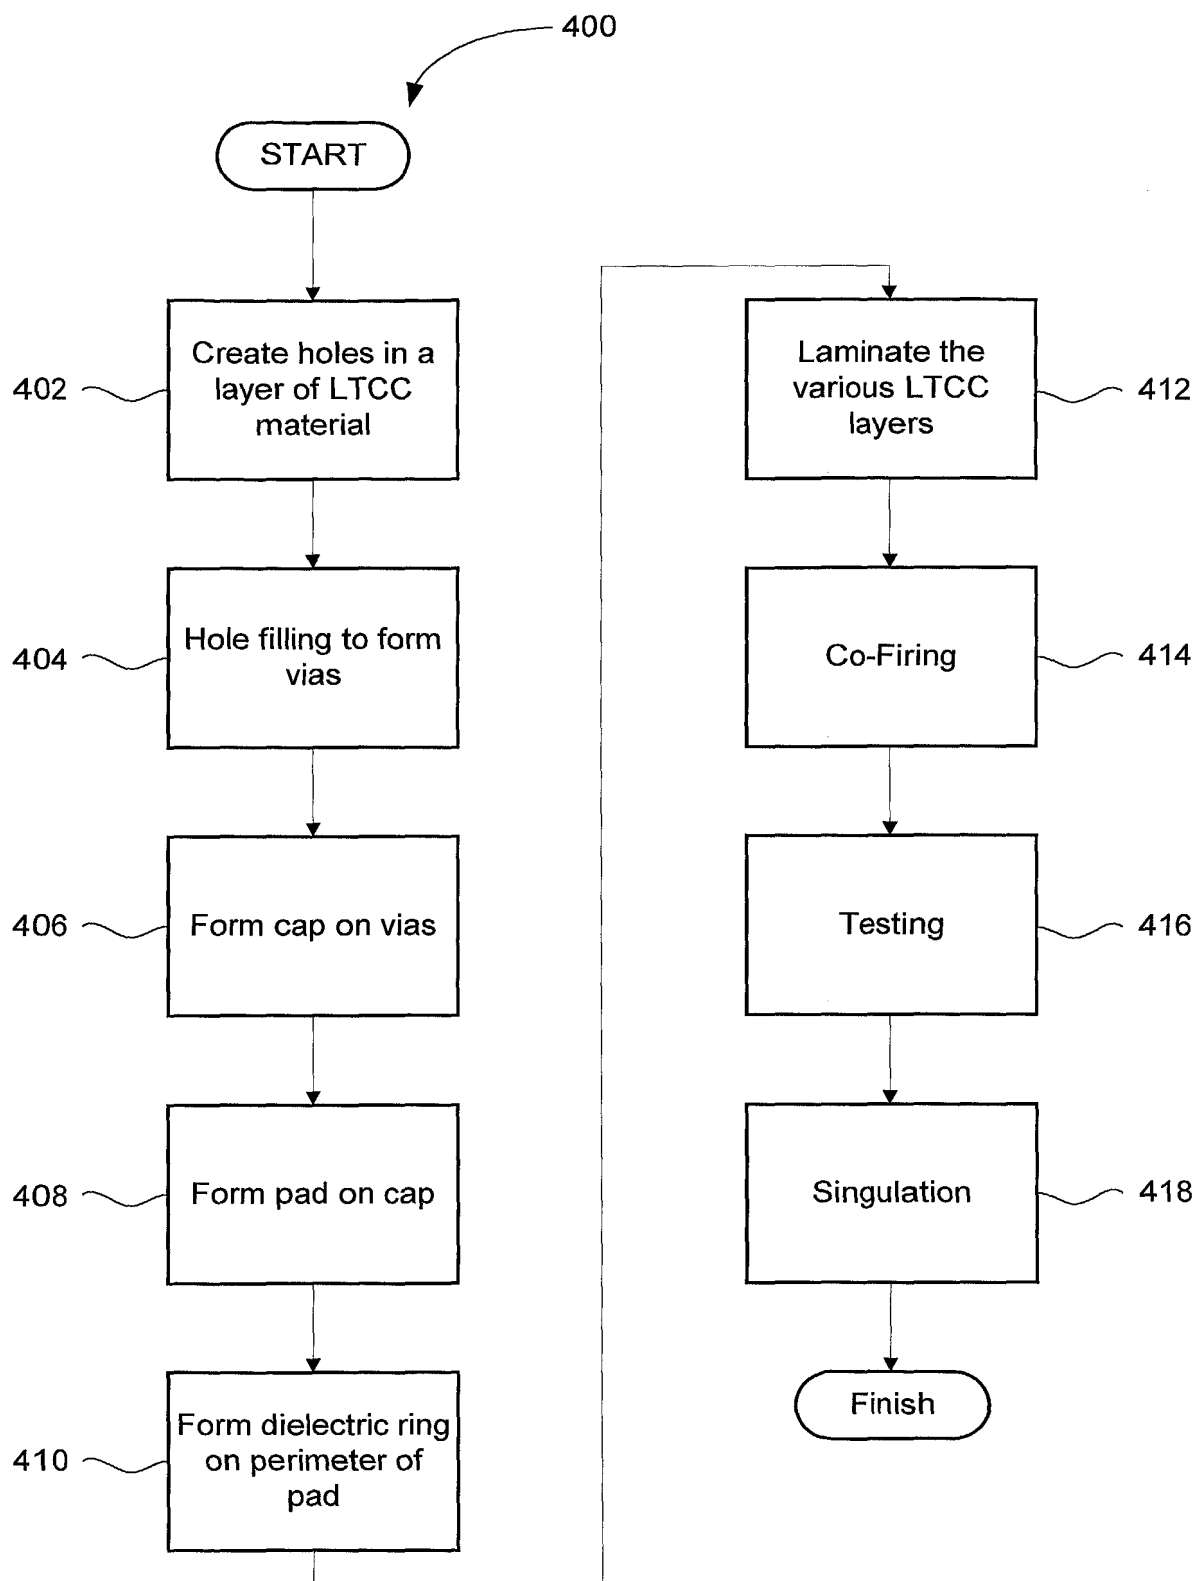 400
START
402
Create holes in a
layer of LTCC
material
404
Hole filling to form
vias
406
Form cap on vias
408
Form pad on cap
410
Form dielectric ring
on perimeter of
pad
Laminate the
various LTCC
layers
412
Co-Firing
414
Testing
416
Singulation
418
Finish